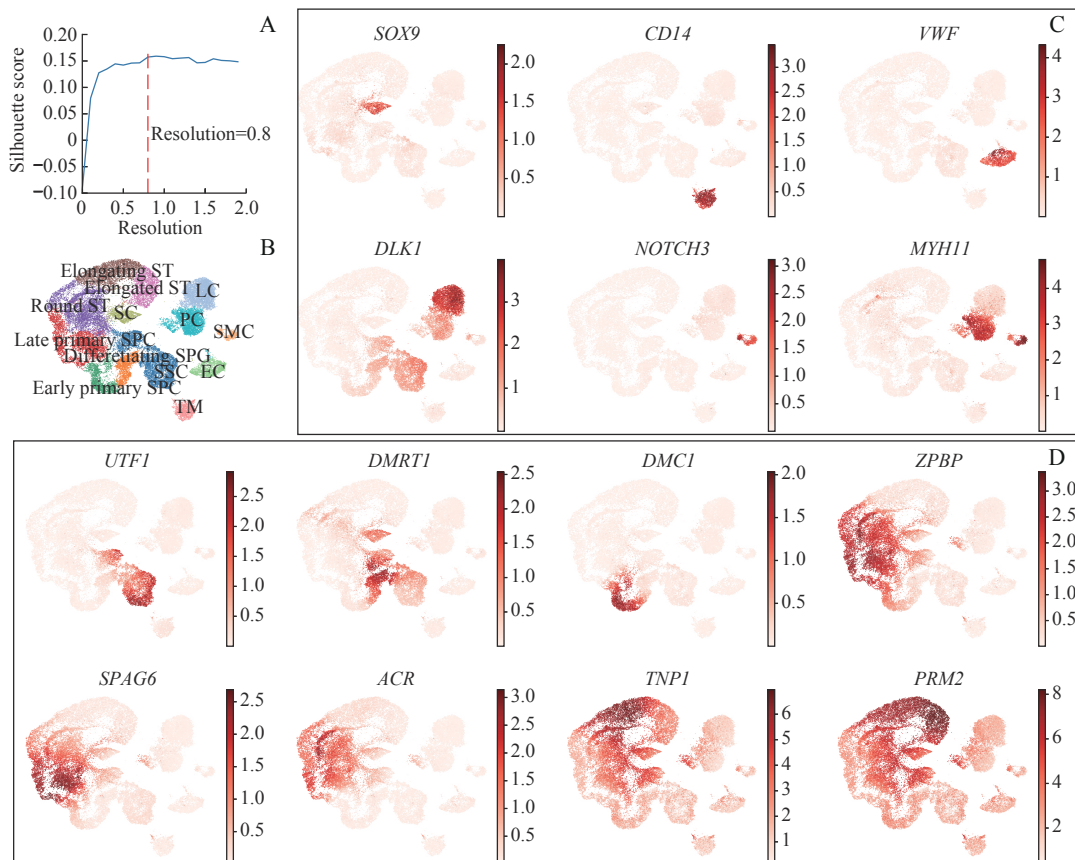 A
Silhouette score
0.20
0.15
0.10
0.05
0
−0.05
−0.10
Resolution=0.8
0 0.5 1.0 1.5 2.0
Resolution
B
Elongating ST
Elongated ST
LC
Round ST
SC
PC
SMC
Late primary SPC
Differetiating SPG
SSC
EC
Early primary SPC
TM
C
SOX9
2.0
1.5
1.0
0.5
CD14
3.0
2.5
2.0
1.5
1.0
0.5
VWF
4
3
2
1
DLK1
3
2
1
NOTCH3
3.0
2.5
2.0
1.5
1.0
0.5
MYH11
4
3
2
1
D
UTF1
2.5
2.0
1.5
1.0
0.5
DMRT1
2.5
2.0
1.5
1.0
0.5
DMC1
2.0
1.5
1.0
0.5
ZPBP
3.0
2.5
2.0
1.5
1.0
0.5
SPAG6
2.5
2.0
1.5
1.0
0.5
ACR
3.0
2.5
2.0
1.5
1.0
0.5
TNP1
6
5
4
3
2
1
PRM2
8
6
4
2